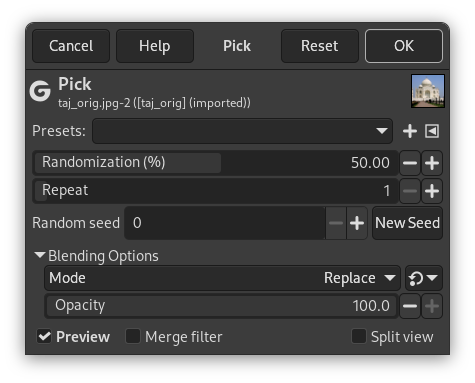 Cancel Help Pick Reset OK
Pick
taj_orig.jpg-2 ([taj_orig] (imported))
Presets:
Randomization (%) 50.00
Repeat 1
Random seed 0 New Seed
Blending Options
Mode Replace
Opacity 100.0
Preview Merge filter Split view